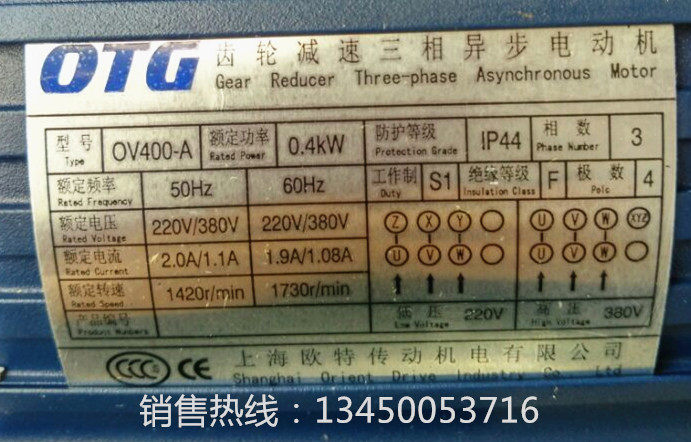 OTG 齿轮减速三相异步电动机
Gear Reducer Three-phase Asynchronous Motor
型号 OV400-A 额定功率 0.4kW 防护等级 IP44 相数 3
Type Rated Power Protection Grade Phase Number
额定频率 50Hz 60Hz 工作制 S1 绝缘等级 F 极数 4
Rated Frequency Duty Insulation Class Pole
额定电压 220V/380V 220V/380V Z X Y U V W XYZ
Rated Voltage
额定电流 2.0A/1.1A 1.9A/1.08A U V W U V W
Rated Current
额定转速 1420r/min 1730r/min
Rated Speed
产品编号 低压 220V 高压 380V
Product Numbers Low Voltage High Voltage
CCC CE 上海欧特传动机电有限公司
Shanghai Orient Drive Industry Co. Ltd
销售热线：13450053716